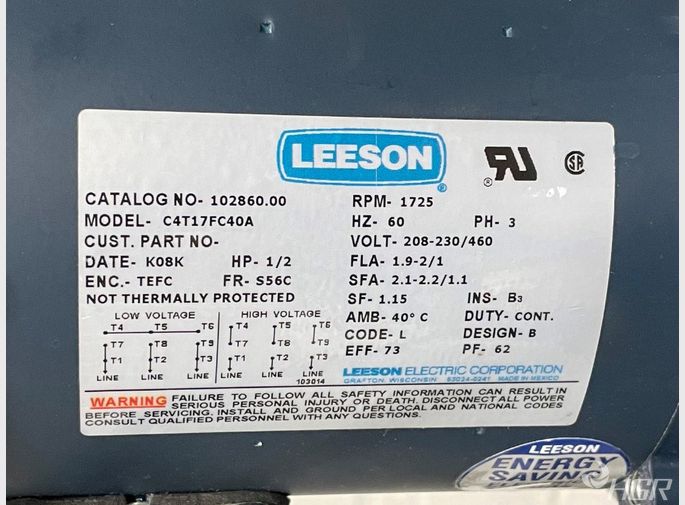 LEESON
CATALOG NO- 102860.00
MODEL- C4T17FC40A
CUST. PART NO-
DATE- K08K HP- 1/2
ENC.- TEFC FR- S56C
NOT THERMALLY PROTECTED
RPM- 1725
HZ- 60 PH- 3
VOLT- 208-230/460
FLA- 1.9-2/1
SFA- 2.1-2.2/1.1
SF- 1.15 INS- B3
AMB- 40° C DUTY- CONT.
CODE- L DESIGN- B
EFF- 73 PF- 62
LOW VOLTAGE HIGH VOLTAGE
T4 T5 T6 T4 T5 T6
T7 T8 T9 T7 T8 T9
T1 T2 T3 T1 T2 T3
LINE LINE LINE LINE LINE LINE
103014
LEESON ELECTRIC CORPORATION
GRAFTON, WISCONSIN 53024-0241 MADE IN MEXICO
WARNING FAILURE TO FOLLOW ALL SAFETY INFORMATION CAN RESULT IN
SERIOUS PERSONAL INJURY OR DEATH. DISCONNECT ALL POWER
BEFORE SERVICING. INSTALL AND GROUND PER LOCAL AND NATIONAL CODES
CONSULT QUALIFIED PERSONNEL WITH ANY QUESTIONS.
LEESON
ENERGY
SAVING
HGR